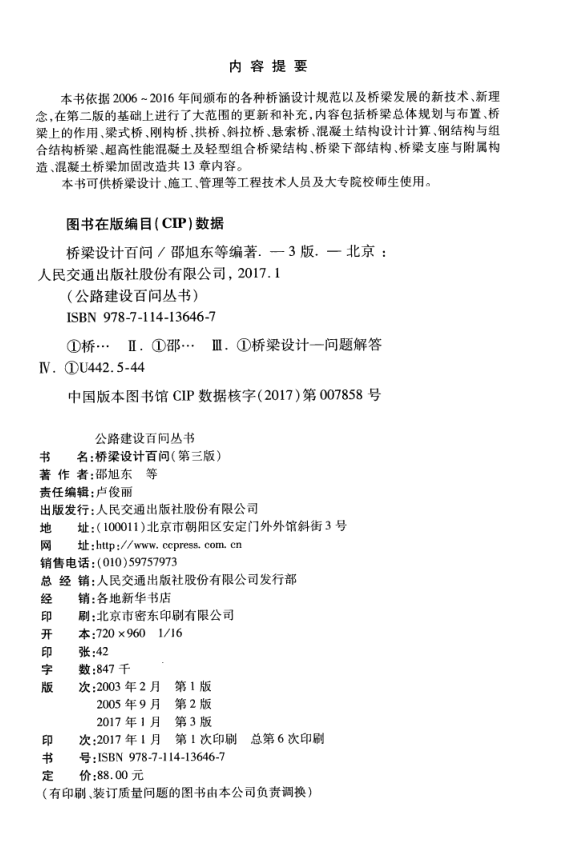 内容提要
本书依据 2006~2016 年间颁布的各种桥涵设计规范以及桥梁发展的新技术、新理
念,在第二版的基础上进行了大范围的更新和补充,内容包括桥梁总体规划与布置、桥
梁上的作用、梁式桥、刚构桥、拱桥、斜拉桥、悬索桥、混凝土结构设计计算、钢结构与组
合结构桥梁、超高性能混凝土及轻型组合桥梁结构、桥梁下部结构、桥梁支座与附属构
造、混凝土桥梁加固改造共 13 章内容。
本书可供桥梁设计、施工、管理等工程技术人员及大专院校师生使用。
图书在版编目(CIP)数据
桥梁设计百问 / 邵旭东等编著. — 3 版. — 北京 :
人民交通出版社股份有限公司, 2017.1
(公路建设百问丛书)
ISBN 978-7-114-13646-7
①桥… Ⅱ. ①邵… Ⅲ. ①桥梁设计—问题解答
Ⅳ. ①U442.5-44
中国版本图书馆 CIP 数据核字(2017)第 007858 号
公路建设百问丛书
书 名:桥梁设计百问(第三版)
著 作 者:邵旭东 等
责任编辑:卢俊丽
出版发行:人民交通出版社股份有限公司
地 址:(100011)北京市朝阳区安定门外外馆斜街 3 号
网 址:http://www.ccpress.com.cn
销售电话:(010)59757973
总 经 销:人民交通出版社股份有限公司发行部
经 销:各地新华书店
印 刷:北京市密东印刷有限公司
开 本:720×960 1/16
印 张:42
字 数:847 千
版 次:2003 年 2 月 第 1 版
2005 年 9 月 第 2 版
2017 年 1 月 第 3 版
印 次:2017 年 1 月 第 1 次印刷 总第 6 次印刷
书 号:ISBN 978-7-114-13646-7
定 价:88.00 元
(有印刷、装订质量问题的图书由本公司负责调换)